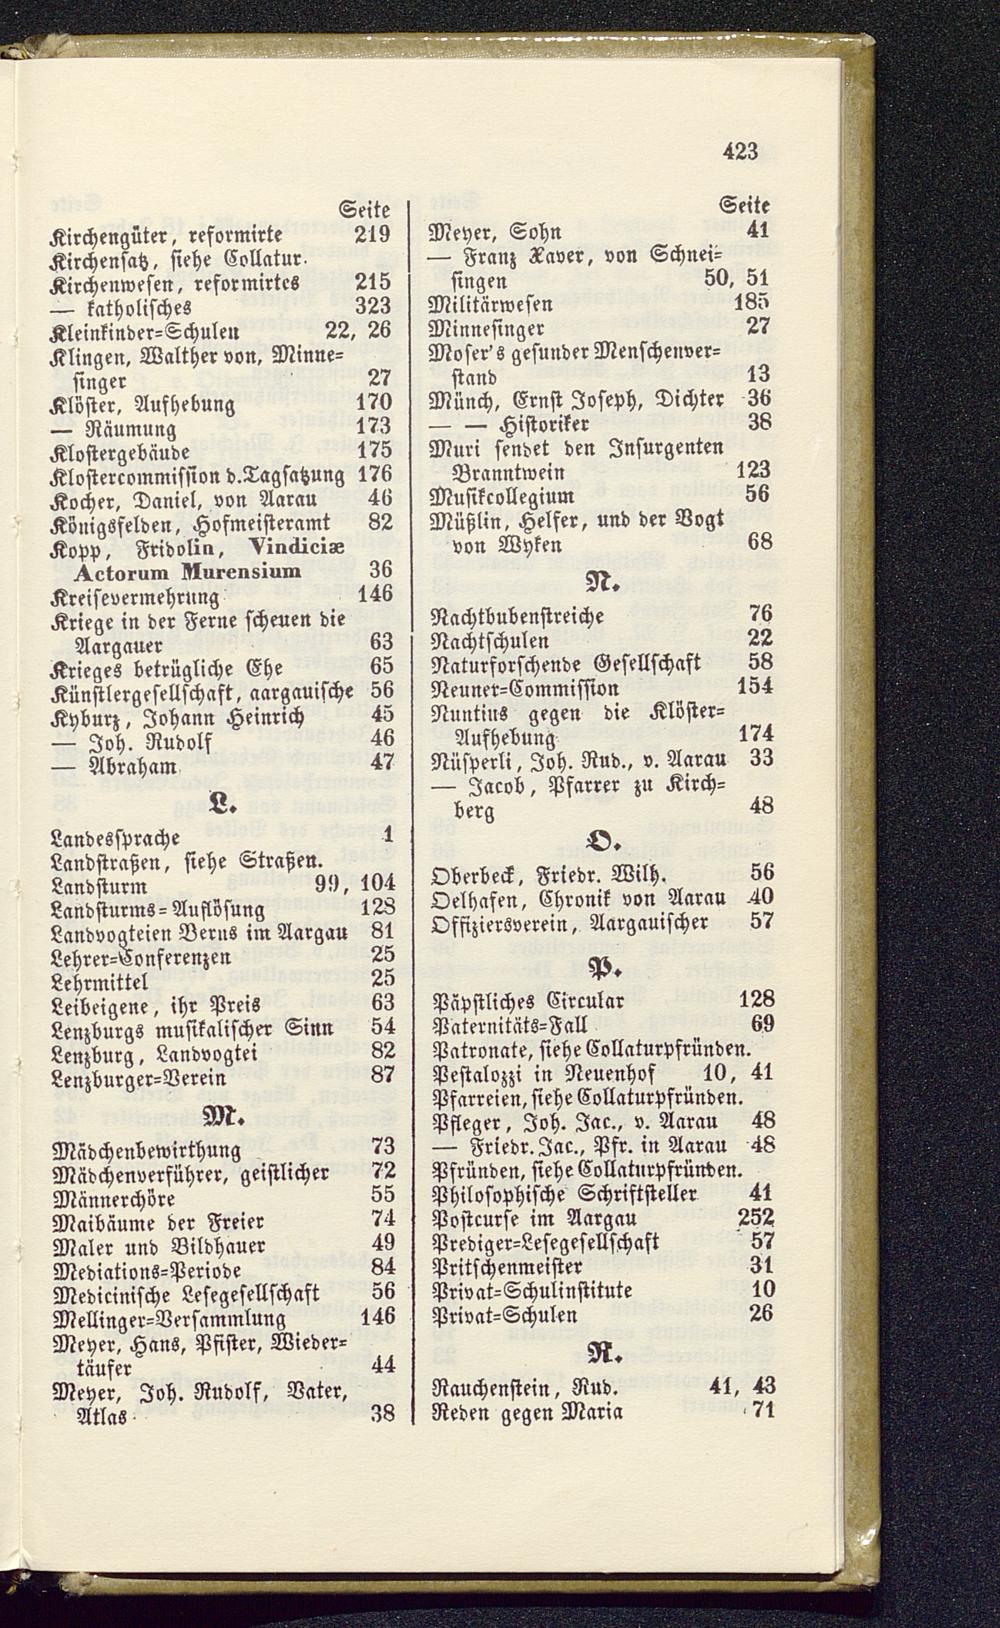 423
Seite
Kirchengüter, reformirte 219
Kirchensatz, siehe Collatur.
Kirchenwesen, reformirtes 215
— katholisches 323
Kleinkinder-Schulen 22, 26
Klingen, Walther von, Minne-
singer 27
Klöster, Aufhebung 170
— Räumung 173
Klostergebäude 175
Klostercommission d. Tagsatzung 176
Kocher, Daniel, von Aarau 46
Königsfelden, Hofmeisteramt 82
Kopp, Fridolin, Vindiciæ
Actorum Murensium 36
Kreisevermehrung 146
Kriege in der Ferne scheuen die
Aargauer 63
Krieges betrügliche Ehe 65
Künstlergesellschaft, aargauische 56
Kyburz, Johann Heinrich 45
— Joh. Rudolf 46
— Abraham 47
L.
Landessprache 1
Landstraßen, siehe Straßen.
Landsturm 99, 104
Landsturms-Auflösung 128
Landvogteien Berns im Aargau 81
Lehrer-Conferenzen 25
Lehrmittel 25
Leibeigene, ihr Preis 63
Lenzburgs musikalischer Sinn 54
Lenzburg, Landvogtei 82
Lenzburger-Verein 87
M.
Mädchenbewirthung 73
Mädchenverführer, geistlicher 72
Männerchöre 55
Maibäume der Freier 74
Maler und Bildhauer 49
Mediations-Periode 84
Medicinische Lesegesellschaft 56
Mellinger-Versammlung 146
Meyer, Hans, Pfister, Wieder-
täufer 44
Meyer, Joh. Rudolf, Vater,
Atlas 38
Seite
Meyer, Sohn 41
— Franz Xaver, von Schnei-
singen 50, 51
Militärwesen 185
Minnesinger 27
Moser's gesunder Menschenver-
stand 13
Münch, Ernst Joseph, Dichter 36
— — Historiker 38
Muri sendet den Insurgenten
Branntwein 123
Musikcollegium 56
Müßlin, Helfer, und der Vogt
von Wyken 68
N.
Nachtbubenstreiche 76
Nachtschulen 22
Naturforschende Gesellschaft 58
Neuner-Commission 154
Nuntius gegen die Klöster-
Aufhebung 174
Nüsperli, Joh. Rud., v. Aarau 33
— Jacob, Pfarrer zu Kirch-
berg 48
O.
Oberbeck, Friedr. Wilh. 56
Oelhafen, Chronik von Aarau 40
Offiziersverein, Aargauischer 57
P.
Päpstliches Circular 128
Paternitäts-Fall 69
Patronate, siehe Collaturpfründen.
Pestalozzi in Neuenhof 10, 41
Pfarreien, siehe Collaturpfründen.
Pfleger, Joh. Jac., v. Aarau 48
— Friedr. Jac., Pfr. in Aarau 48
Pfründen, siehe Collaturpfründen.
Philosophische Schriftsteller 41
Postcurse im Aargau 252
Prediger-Lesegesellschaft 57
Pritschenmeister 31
Privat-Schulinstitute 10
Privat-Schulen 26
R.
Rauchenstein, Rud. 41, 43
Reden gegen Maria 71